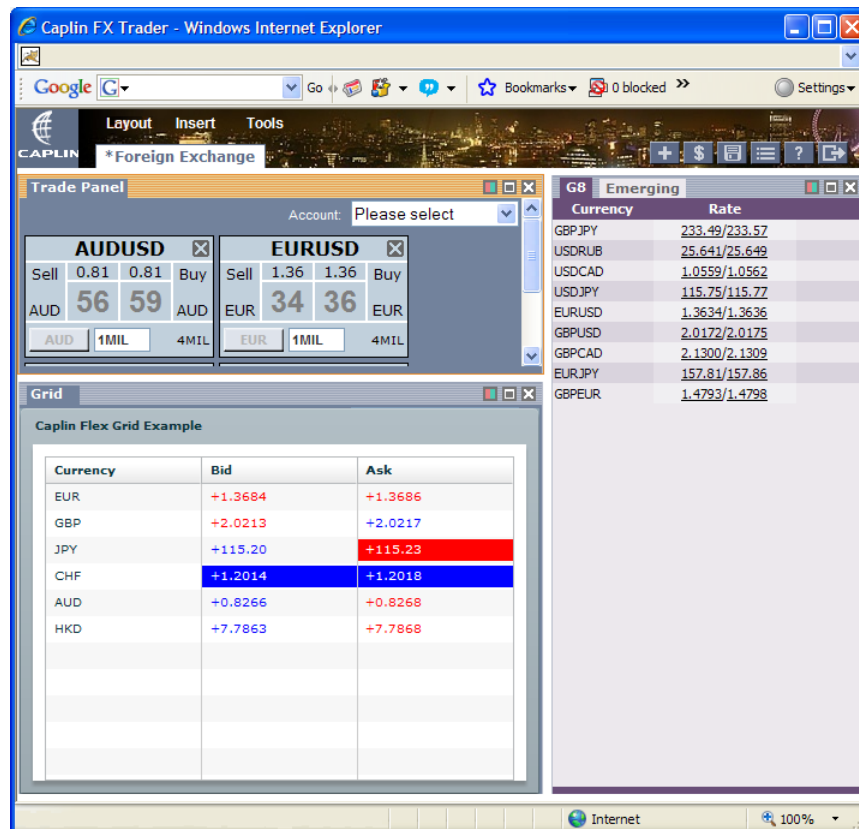 Caplin FX Trader - Windows Internet Explorer
Google G Go Bookmarks 0 blocked » Settings
CAPLIN Layout Insert Tools
*Foreign Exchange + $ ?
Trade Panel
Account: Please select
AUDUSD
Sell 0.81 0.81 Buy
AUD 56 59 AUD
AUD 1MIL 4MIL
EURUSD
Sell 1.36 1.36 Buy
EUR 34 36 EUR
EUR 1MIL 4MIL
G8 Emerging
Currency Rate
GBPJPY 233.49/233.57
USDRUB 25.641/25.649
USDCAD 1.0559/1.0562
USDJPY 115.75/115.77
EURUSD 1.3634/1.3636
GBPUSD 2.0172/2.0175
GBPCAD 2.1300/2.1309
EURJPY 157.81/157.86
GBPEUR 1.4793/1.4798
Grid
Caplin Flex Grid Example
Currency Bid Ask
EUR +1.3684 +1.3686
GBP +2.0213 +2.0217
JPY +115.20 +115.23
CHF +1.2014 +1.2018
AUD +0.8266 +0.8268
HKD +7.7863 +7.7868
Internet 100%